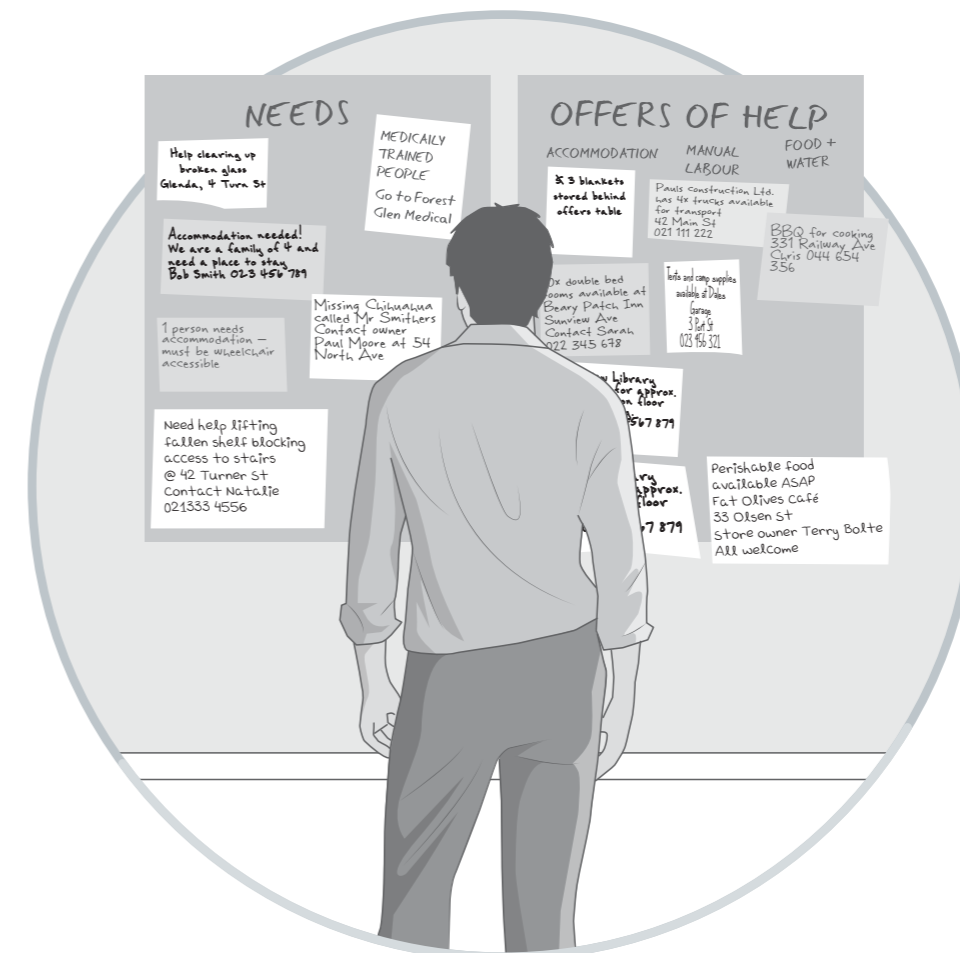 NEEDS
Help clearing up
broken glass
Glenda, 4 Turn St
MEDICAILY
TRAINED
PEOPLE
Go to Forest
Glen Medical
Accommodation needed!
We are a family of 4 and
need a place to stay
Bob Smith 023 456 789
1 person needs
accommodation –
must be wheelchair
accessible
Missing Chihuahua
called Mr Smithers
Contact owner
Paul Moore at 54
North Ave
Need help lifting
fallen shelf blocking
access to stairs
@ 42 Turner St
Contact Natalie
021333 4556
OFFERS OF HELP
ACCOMMODATION
MANUAL
LABOUR
FOOD +
WATER
3 blankets
stored behind
offers table
Pauls Construction Ltd.
has 4x trucks available
for transport
42 Main St
021 111 222
BBQ for cooking
331 Railway Ave
Chris 044 654
356
double bed
available at
Beary Patch Inn
Sunview Ave
Contact Sarah
022 345 678
Tents and camp supplies
available at Dales
Garage
3 Port St
023 456 321
Library
for approx.
on floor
567 879
approx.
floor
67 879
Perishable food
available ASAP
Fat Olives Café
33 Olsen St
Store owner Terry Bolte
All welcome